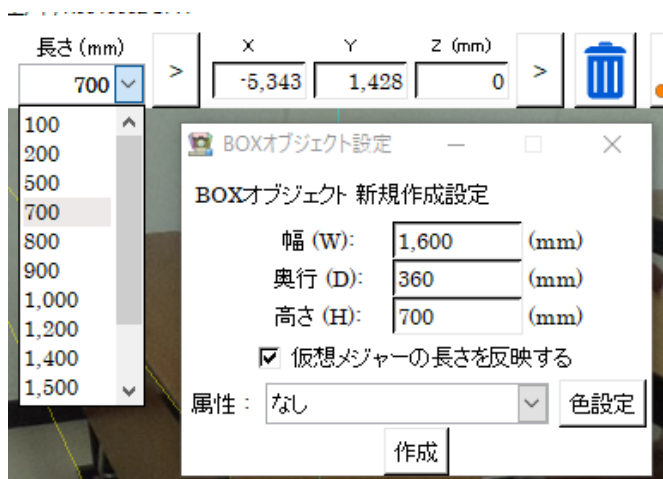 長さ(mm)
X Y Z (mm)
700 > -5,343 1,428 0 >
100
200
500
700
800
900
1,000
1,200
1,400
1,500
BOXオブジェクト設定
BOXオブジェクト 新規作成設定
幅 (W): 1,600 (mm)
奥行 (D): 360 (mm)
高さ (H): 700 (mm)
仮想メジャーの長さを反映する
属性: なし 色設定
作成